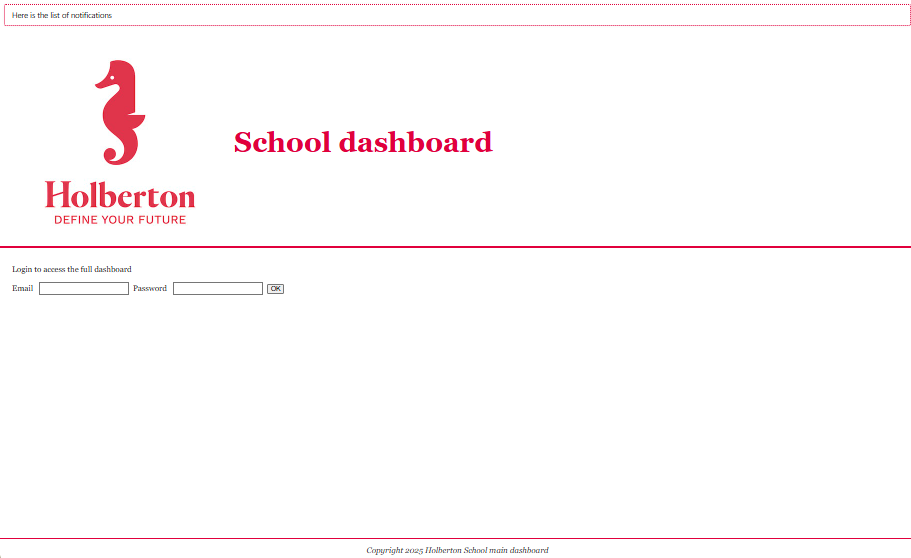 Here is the list of notifications
School dashboard
Holberton
DEFINE YOUR FUTURE
Login to access the full dashboard
Email Password OK
Copyright 2025 Holberton School main dashboard